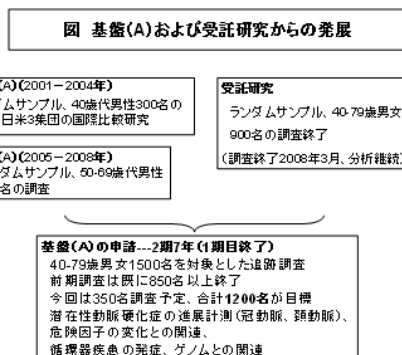 図 基盤(A)および受託研究からの発展
(A)(2001－2004年)
ダムサンプル、40歳代男性300名の
日米3集団の国際比較研究
(A)(2005－2008年)
ダムサンプル、50-69歳代男性
名の調査
受託研究
ランダムサンプル、40-79歳男女
900名の調査終了
(調査終了2008年3月、分析継続)
基盤(A)の申請---2期7年(1期目終了)
40-79歳男女1500名を対象とした追跡調査
前期調査は既に850名以上終了
今回は350名調査予定、合計1200名が目標
潜在性動脈硬化症の進展計測(冠動脈、頚動脈)、
危険因子の変化との関連、
循環器疾患の発症、ゲノムとの関連